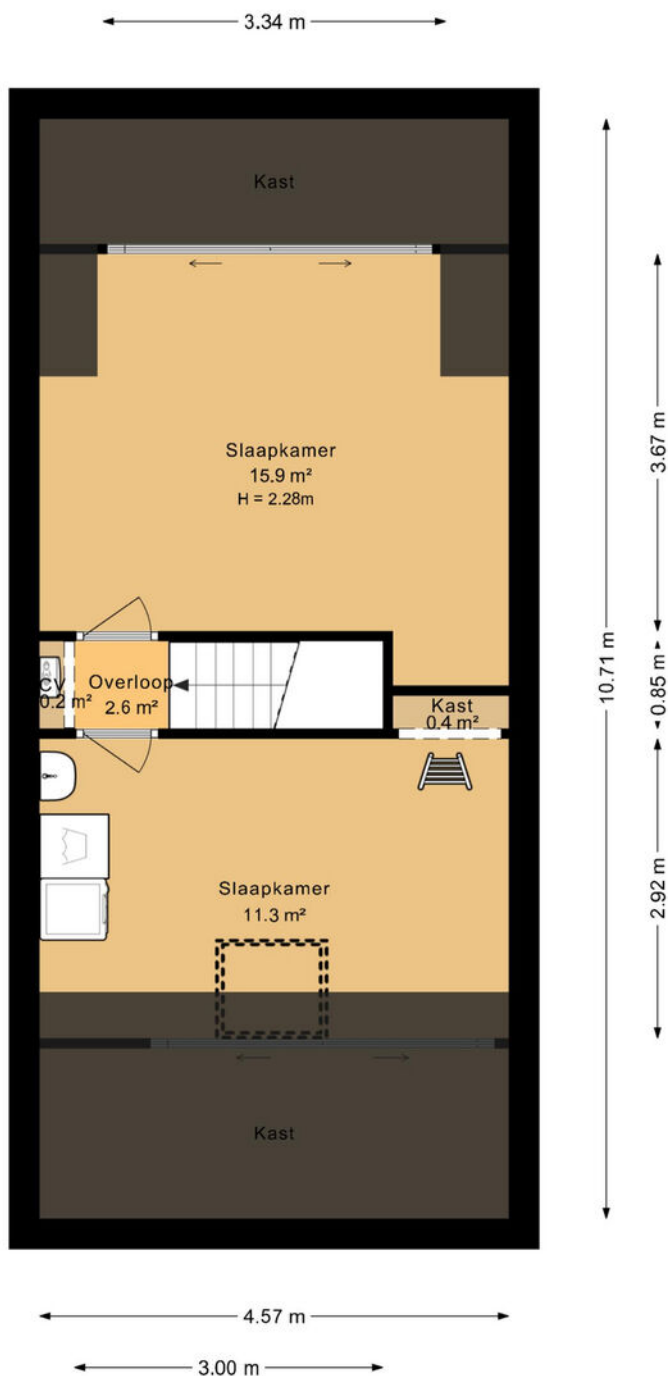 3.34 m
Kast
3.67 m
Slaapkamer
15.9 m²
H = 2.28m
10.71 m
0.85 m
CV
0.2 m²
Overloop
2.6 m²
Kast
0.4 m²
2.92 m
Slaapkamer
11.3 m²
Kast
4.57 m
3.00 m